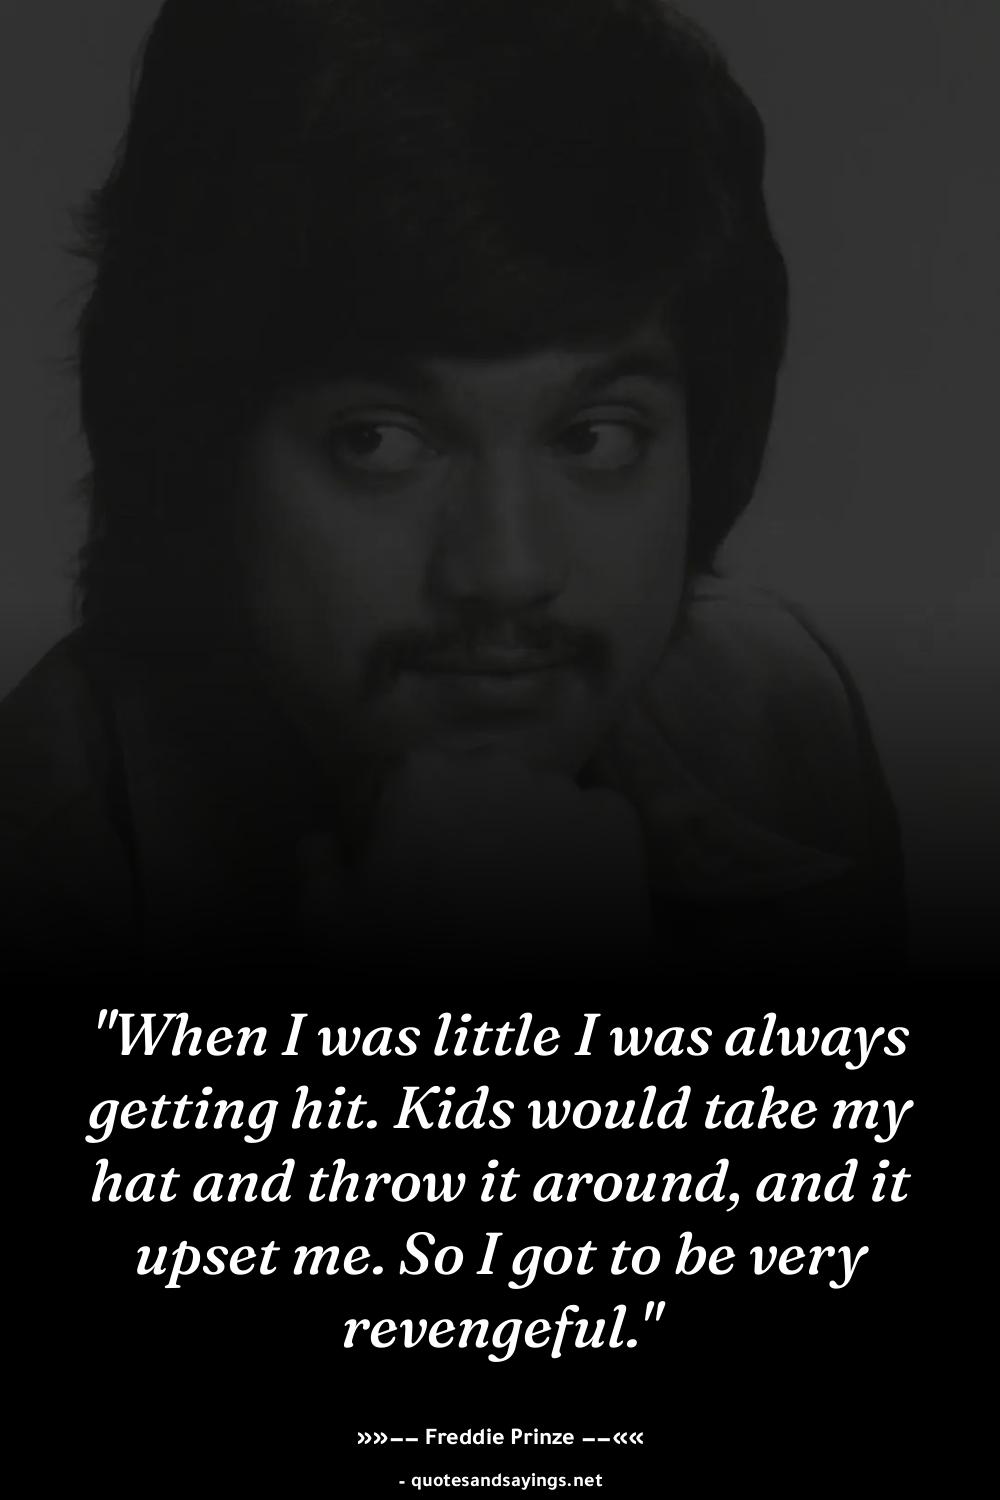 "When I was little I was always
getting hit. Kids would take my
hat and throw it around, and it
upset me. So I got to be very
revengeful."
»»−− Freddie Prinze −−««
- quotesandsayings.net